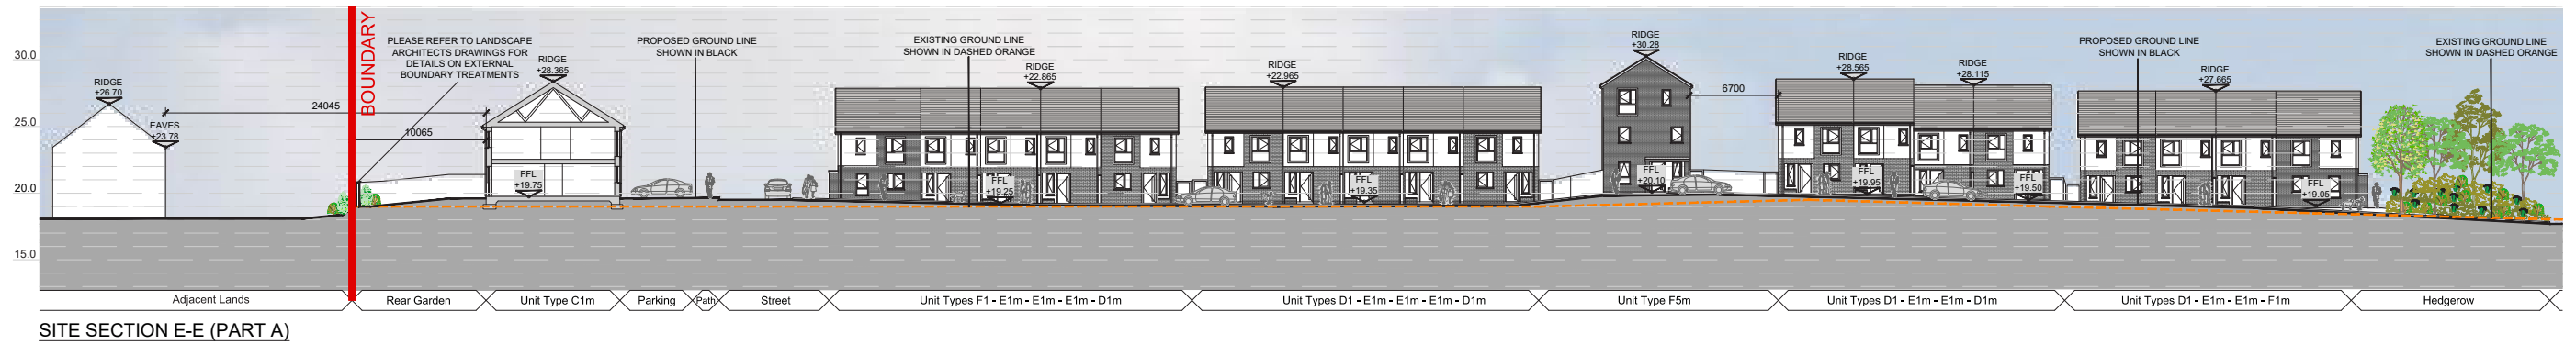 30.0
25.0
20.0
15.0
RIDGE
+26.70
EAVES
+23.78
24045
BOUNDARY
PLEASE REFER TO LANDSCAPE
ARCHITECTS DRAWINGS FOR
DETAILS ON EXTERNAL
BOUNDARY TREATMENTS
10065
RIDGE
+28.365
FFL
+19.75
PROPOSED GROUND LINE
SHOWN IN BLACK
EXISTING GROUND LINE
SHOWN IN DASHED ORANGE
RIDGE
+22.865
FFL
+19.25
RIDGE
+22.965
FFL
+19.35
RIDGE
+30.28
FFL
+20.10
6700
RIDGE
+28.565
FFL
+19.95
RIDGE
+28.115
FFL
+19.50
PROPOSED GROUND LINE
SHOWN IN BLACK
RIDGE
+27.665
FFL
+19.05
EXISTING GROUND LINE
SHOWN IN DASHED ORANGE
Adjacent Lands
Rear Garden
Unit Type C1m
Parking
Path
Street
Unit Types F1 - E1m - E1m - E1m - D1m
Unit Types D1 - E1m - E1m - E1m - D1m
Unit Type F5m
Unit Types D1 - E1m - E1m - D1m
Unit Types D1 - E1m - E1m - F1m
Hedgerow
SITE SECTION E-E (PART A)